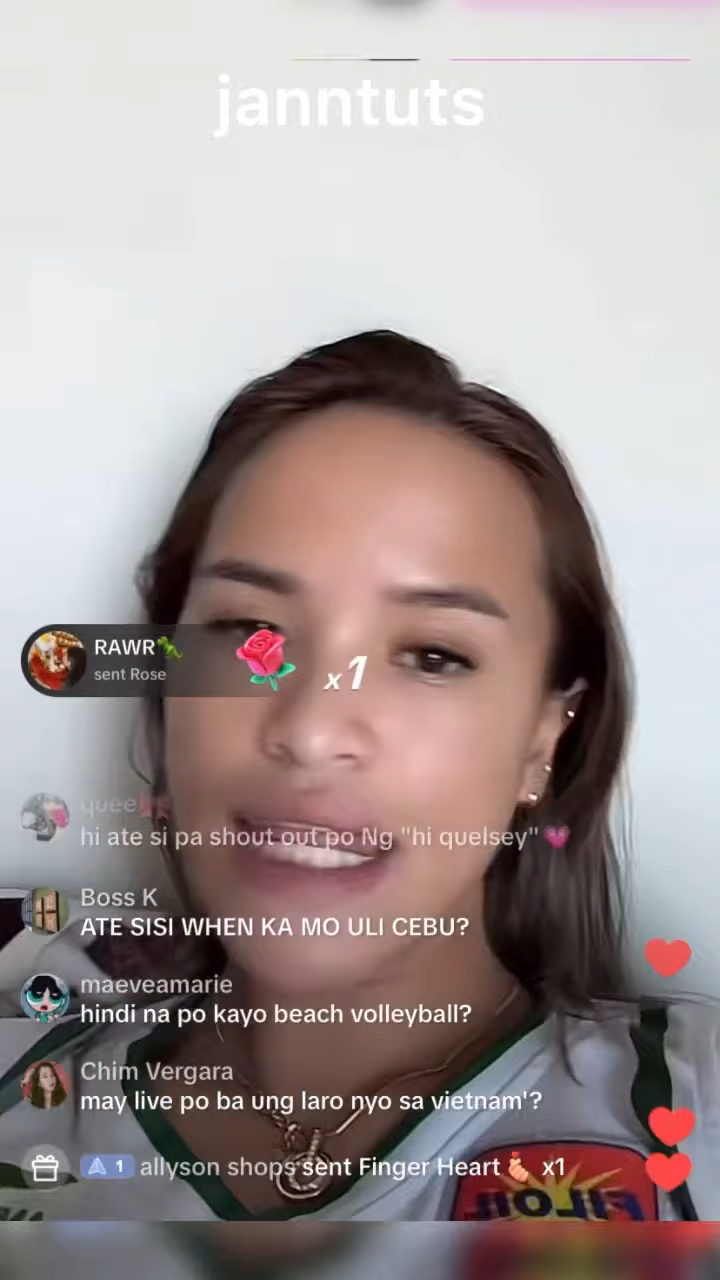 janntuts
RAWR🦖
sent Rose
x1
quee
hi ate si pa shout out po Ng "hi quelsey" 💗
Boss K
ATE SISI WHEN KA MO ULI CEBU?
maeveamarie
hindi na po kayo beach volleyball?
Chim Vergara
may live po ba ung laro nyo sa vietnam'?
1 allyson shops sent Finger Heart 🫰 x1
FILOIL